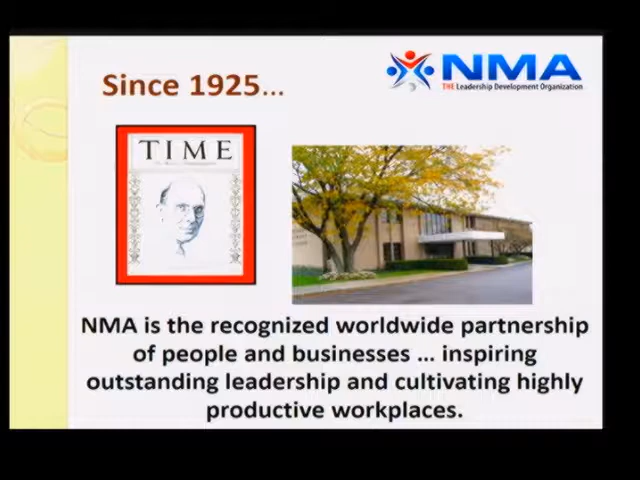 Since 1925...
NMA
THE Leadership Development Organization
TIME
NMA is the recognized worldwide partnership
of people and businesses ... inspiring
outstanding leadership and cultivating highly
productive workplaces.